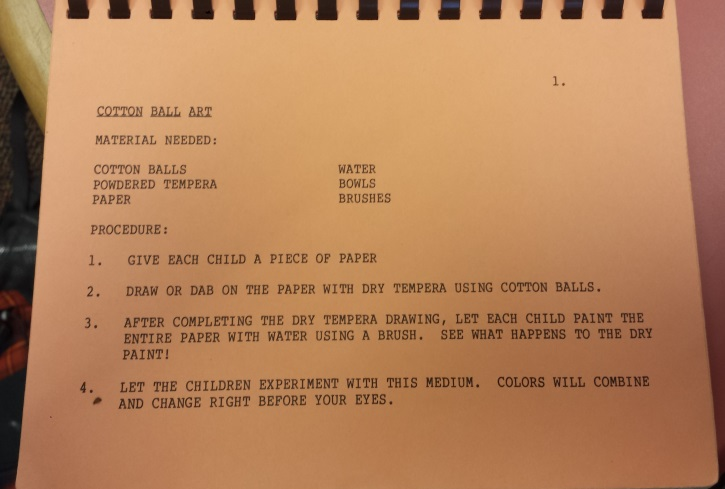 1.
COTTON BALL ART
MATERIAL NEEDED:
COTTON BALLS WATER
POWDERED TEMPERA BOWLS
PAPER BRUSHES
PROCEDURE:
1. GIVE EACH CHILD A PIECE OF PAPER
2. DRAW OR DAB ON THE PAPER WITH DRY TEMPERA USING COTTON BALLS.
3. AFTER COMPLETING THE DRY TEMPERA DRAWING, LET EACH CHILD PAINT THE
ENTIRE PAPER WITH WATER USING A BRUSH. SEE WHAT HAPPENS TO THE DRY
PAINT!
4. LET THE CHILDREN EXPERIMENT WITH THIS MEDIUM. COLORS WILL COMBINE
AND CHANGE RIGHT BEFORE YOUR EYES.